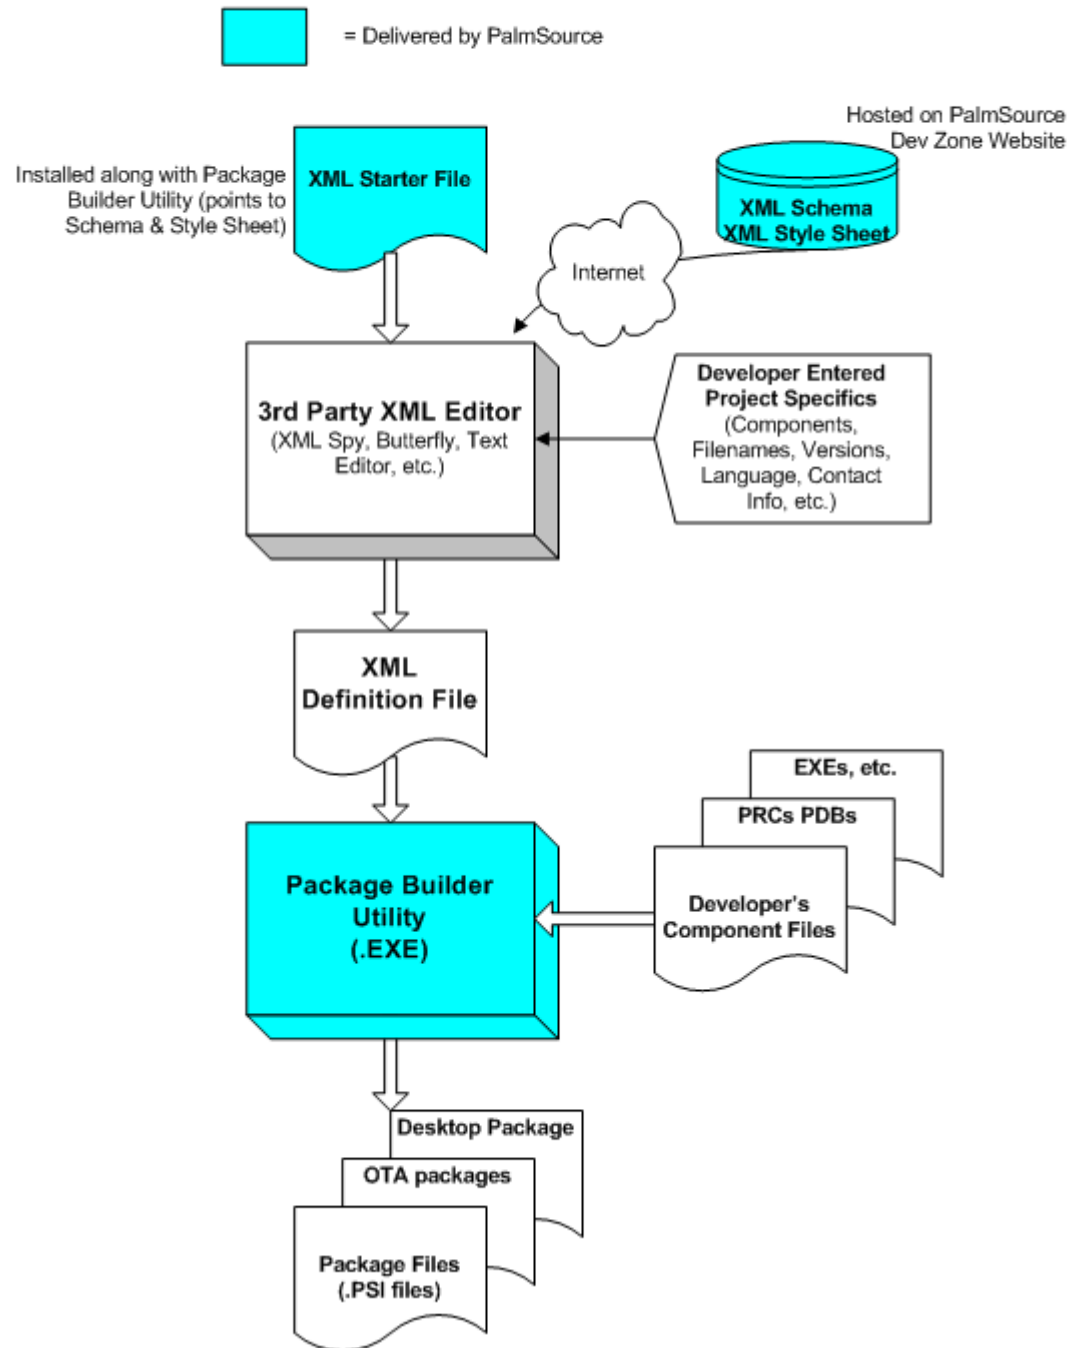 = Delivered by PalmSource
Hosted on PalmSource
Dev Zone Website
Installed along with Package
Builder Utility (points to
Schema & Style Sheet)
XML Starter File
XML Schema
XML Style Sheet
Internet
3rd Party XML Editor
(XML Spy, Butterfly, Text
Editor, etc.)
Developer Entered
Project Specifics
(Components,
Filenames, Versions,
Language, Contact
Info, etc.)
XML
Definition File
EXEs, etc.
PRCs PDBs
Developer's
Component Files
Package Builder
Utility
(.EXE)
Desktop Package
OTA packages
Package Files
(.PSI files)